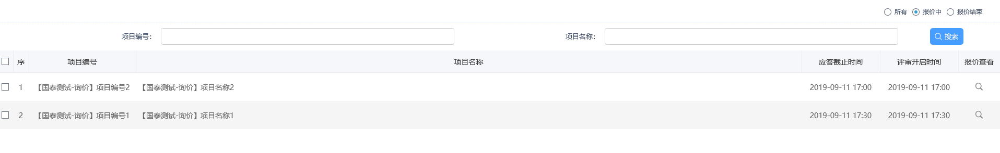 所有 报价中 报价结束
项目编号： 项目名称： 搜索
序 项目编号 项目名称 应答截止时间 评审开启时间 报价查看
1 【国泰测试-询价】项目编号2 【国泰测试-询价】项目名称2 2019-09-11 17:00 2019-09-11 17:00
2 【国泰测试-询价】项目编号1 【国泰测试-询价】项目名称1 2019-09-11 17:30 2019-09-11 17:30